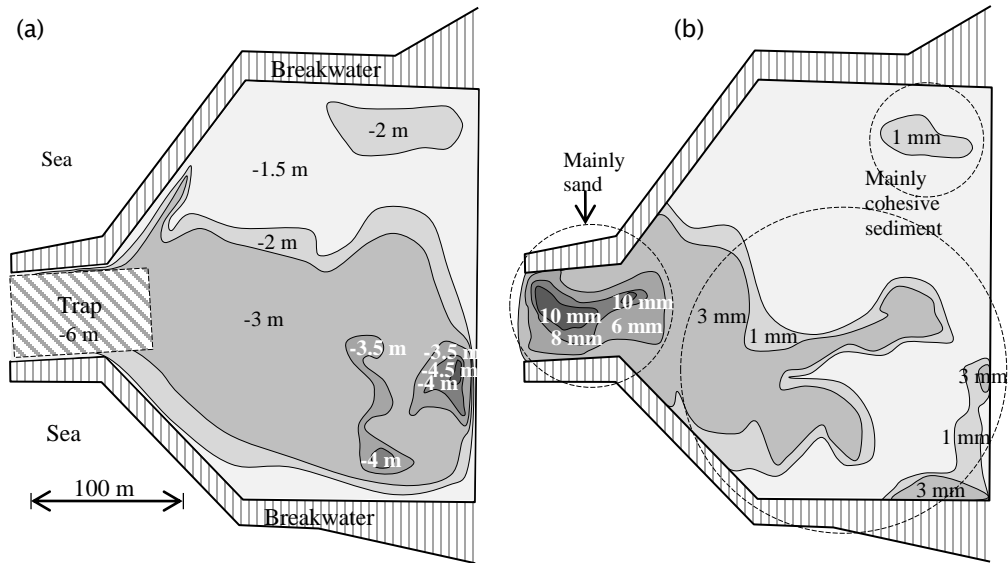 (a)
Breakwater
-2 m
Sea
-1.5 m
-2 m
Trap
-6 m
-3 m
-3.5 m
-3.5 m
-4.5 m
-4 m
Sea
-4 m
100 m
Breakwater
(b)
Mainly
sand
1 mm
Mainly
cohesive
sediment
10 mm
10 mm
6 mm
8 mm
3 mm
1 mm
3 mm
1 mm
3 mm